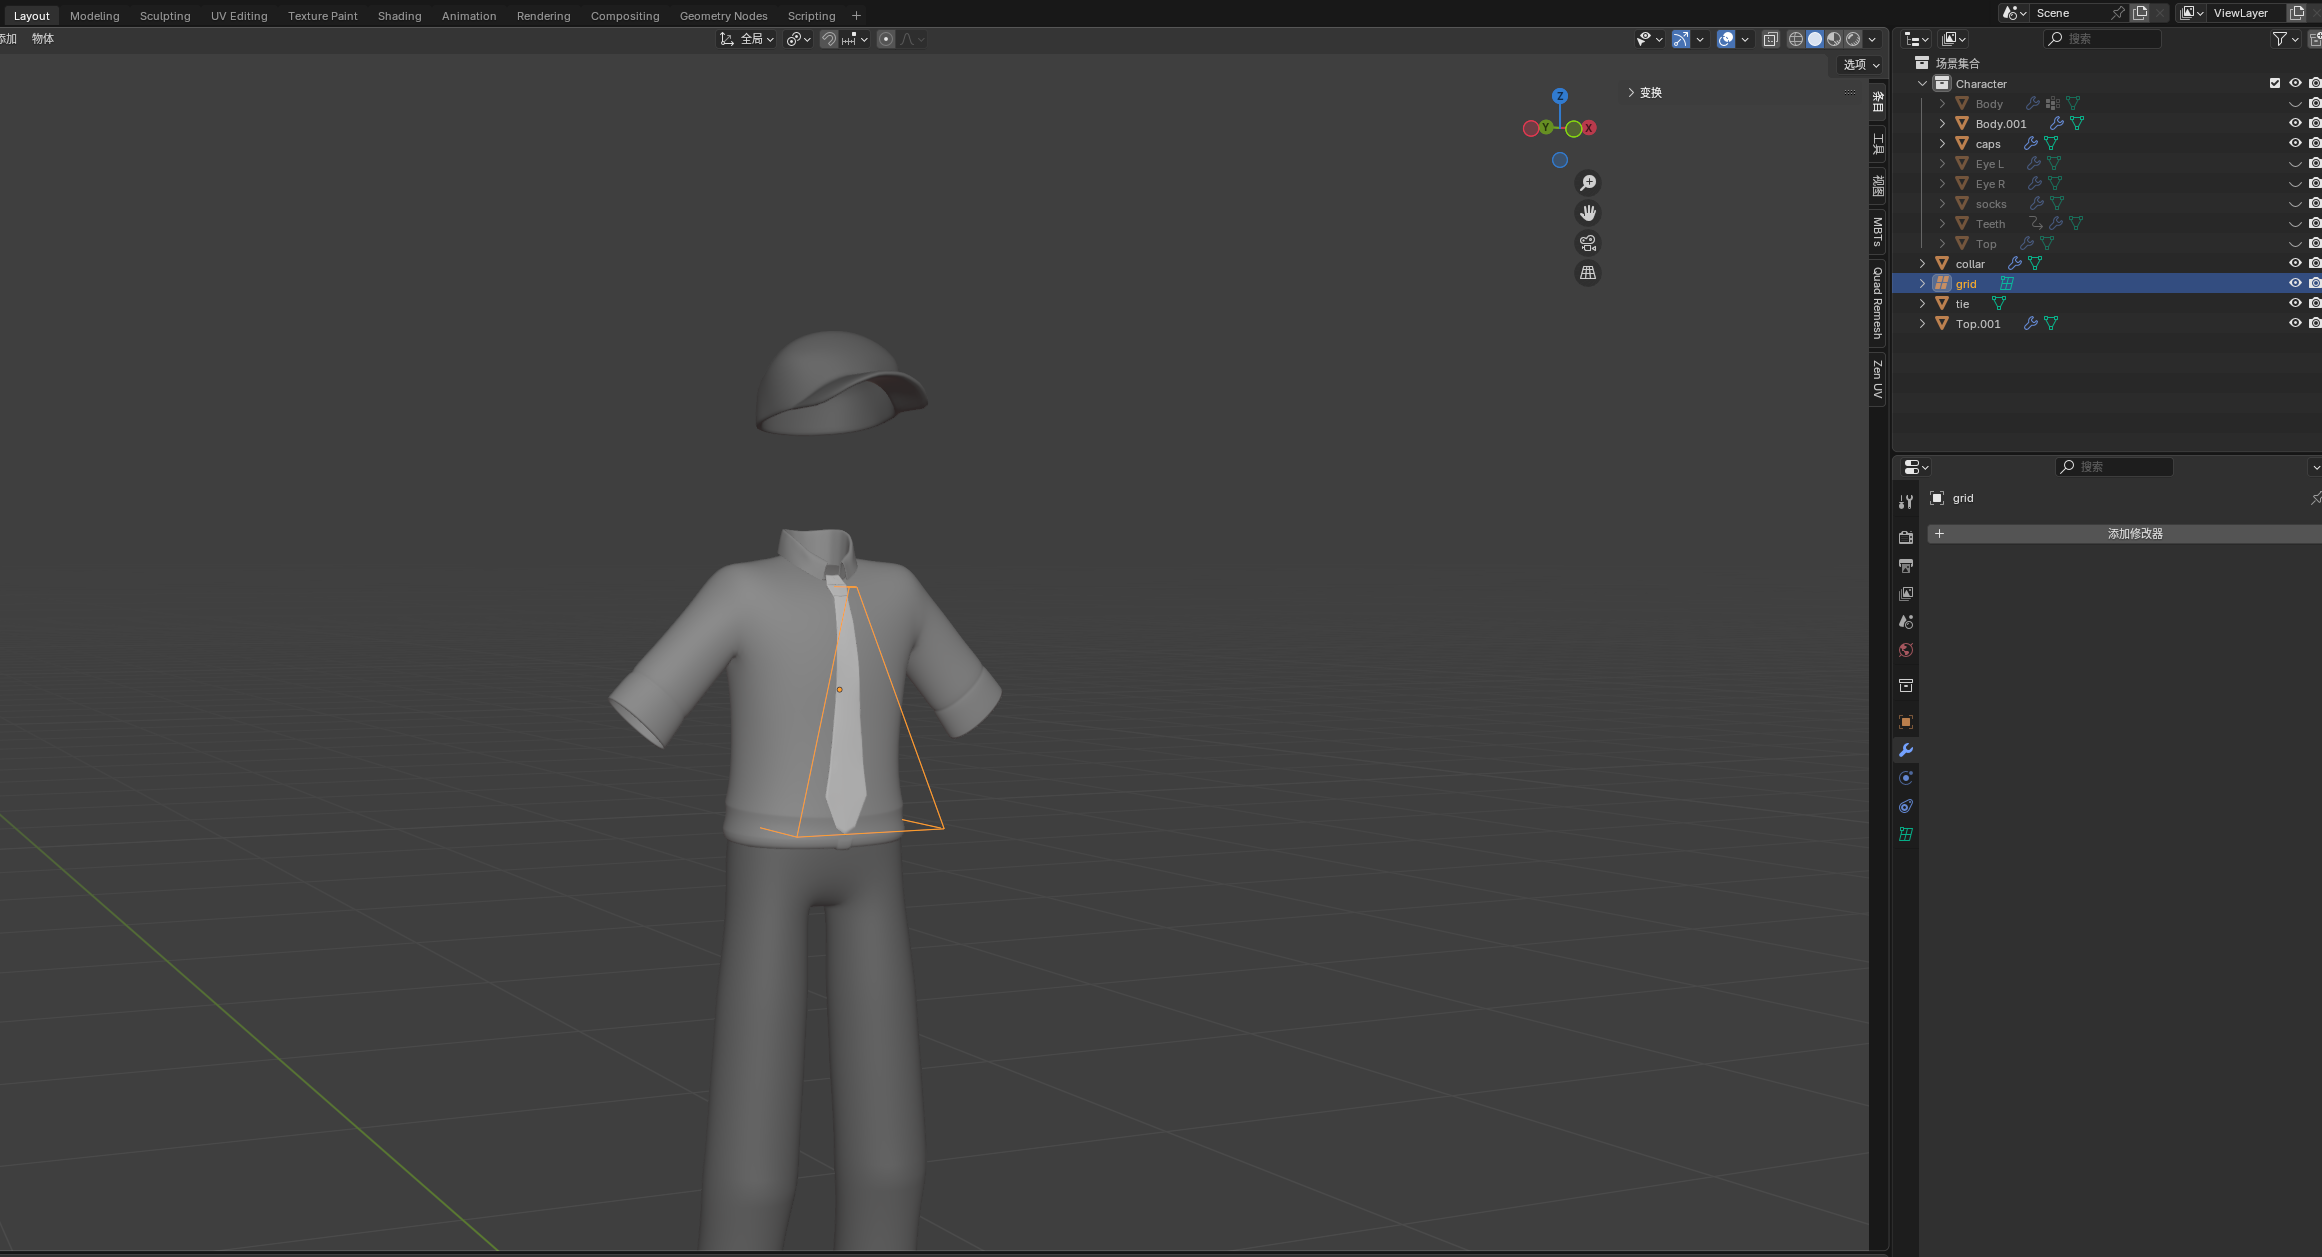 Layout Modeling Sculpting UV Editing Texture Paint Shading Animation Rendering Compositing Geometry Nodes Scripting +
Scene
ViewLayer
添加 物体
全局
搜索
选项
变换
Z
Y
X
条目
工具
视图
MBTs
Quad Remesh
Zen UV
场景集合
Character
Body
Body.001
caps
Eye L
Eye R
socks
Teeth
Top
collar
grid
tie
Top.001
搜索
grid
+ 添加修改器